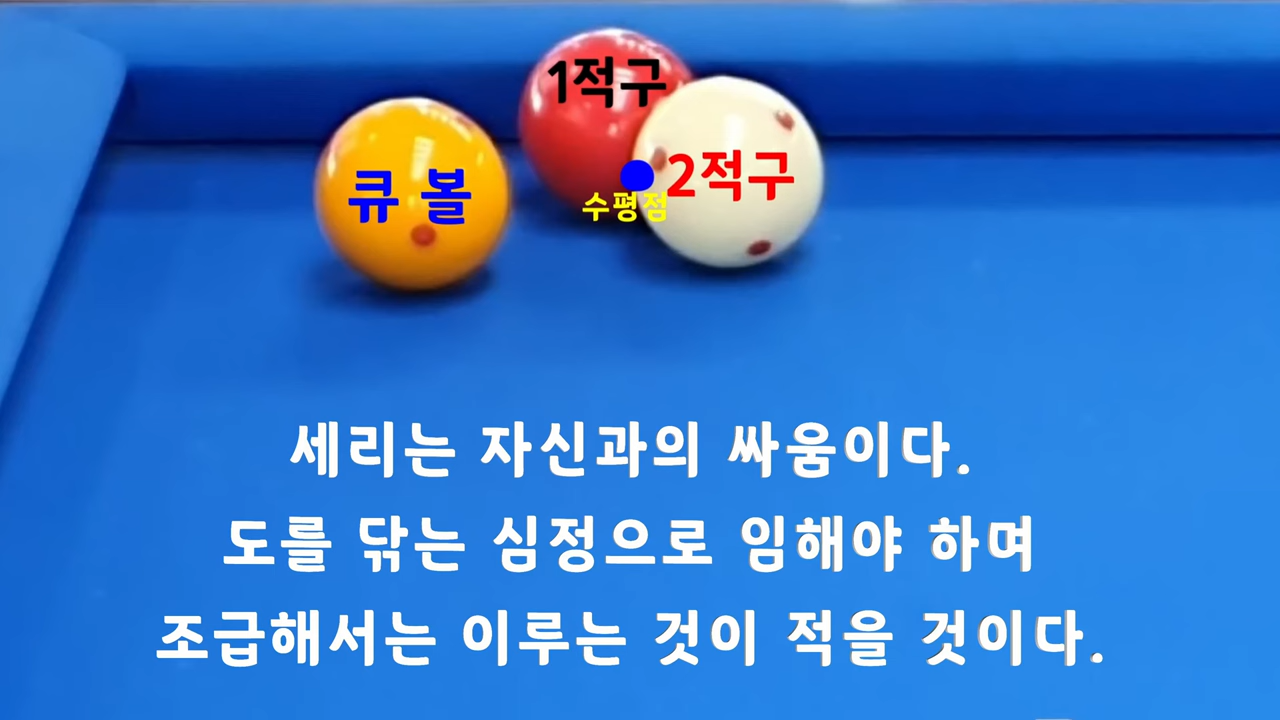 1적구
큐 볼
2적구
수평점
세리는 자신과의 싸움이다.
도를 닦는 심정으로 임해야 하며
조급해서는 이루는 것이 적을 것이다.